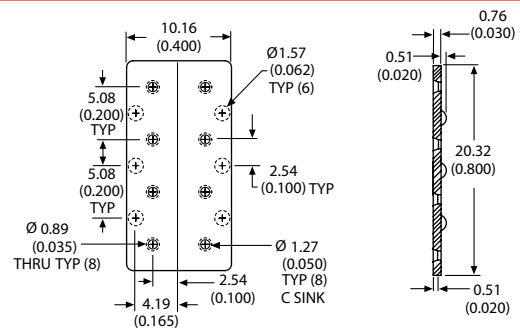 10.16
(0.400)
Ø1.57
(0.062)
TYP (6)
5.08
(0.200)
TYP
5.08
(0.200)
TYP
2.54
(0.100) TYP
Ø 0.89
(0.035)
THRU TYP (8)
Ø 1.27
(0.050)
TYP (8)
C SINK
2.54
(0.100)
4.19
(0.165)
0.76
(0.030)
0.51
(0.020)
20.32
(0.800)
0.51
(0.020)